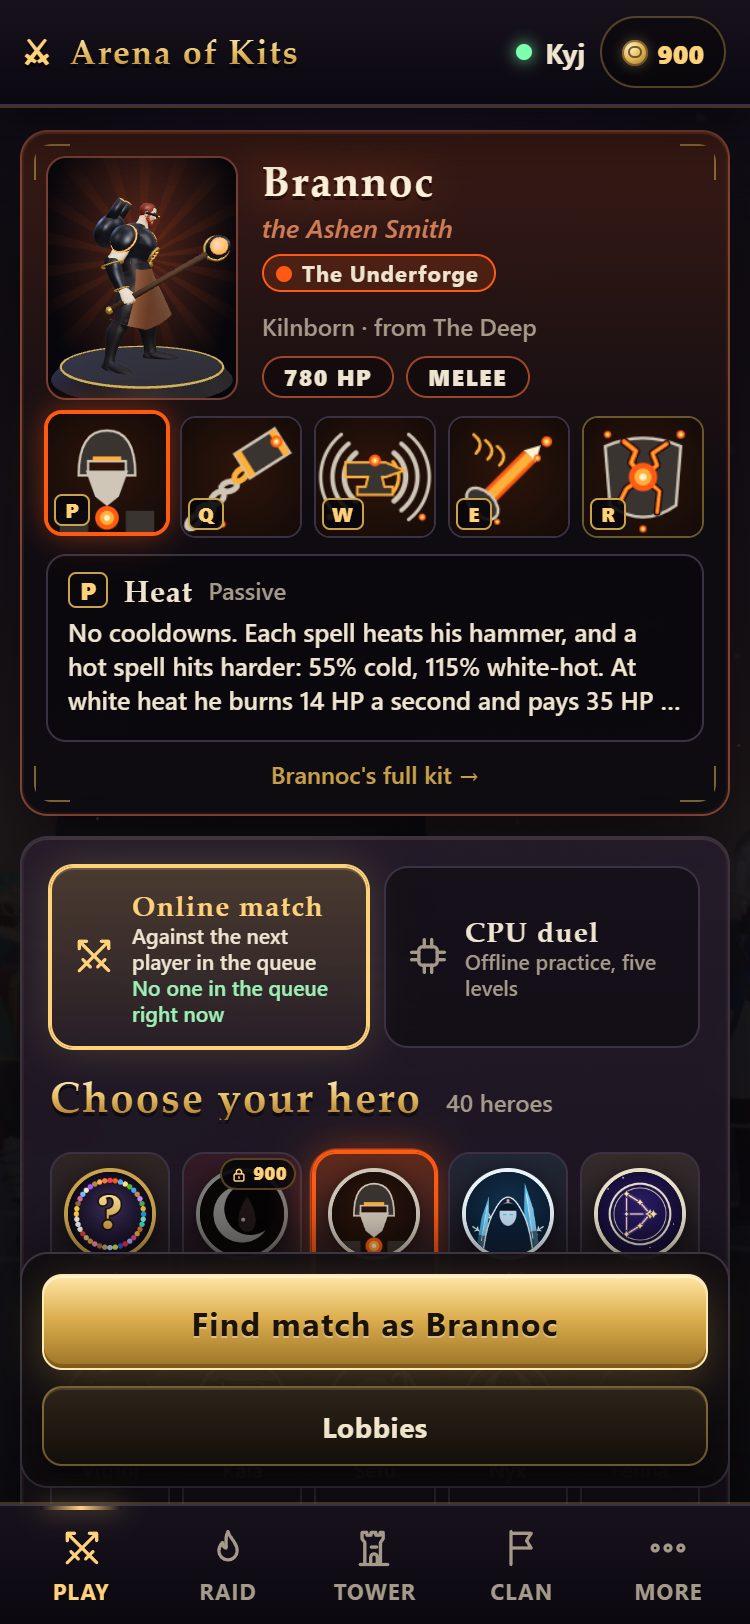 Arena of Kits
Kyj
900
Brannoc
the Ashen Smith
The Underforge
Kilnborn · from The Deep
780 HP
MELEE
P
Q
W
E
R
P Heat Passive
No cooldowns. Each spell heats his hammer, and a
hot spell hits harder: 55% cold, 115% white-hot. At
white heat he burns 14 HP a second and pays 35 HP ...
Brannoc's full kit →
Online match
Against the next
player in the queue
No one in the queue
right now
CPU duel
Offline practice, five
levels
Choose your hero 40 heroes
?
900
Find match as Brannoc
Lobbies
PLAY
RAID
TOWER
CLAN
MORE